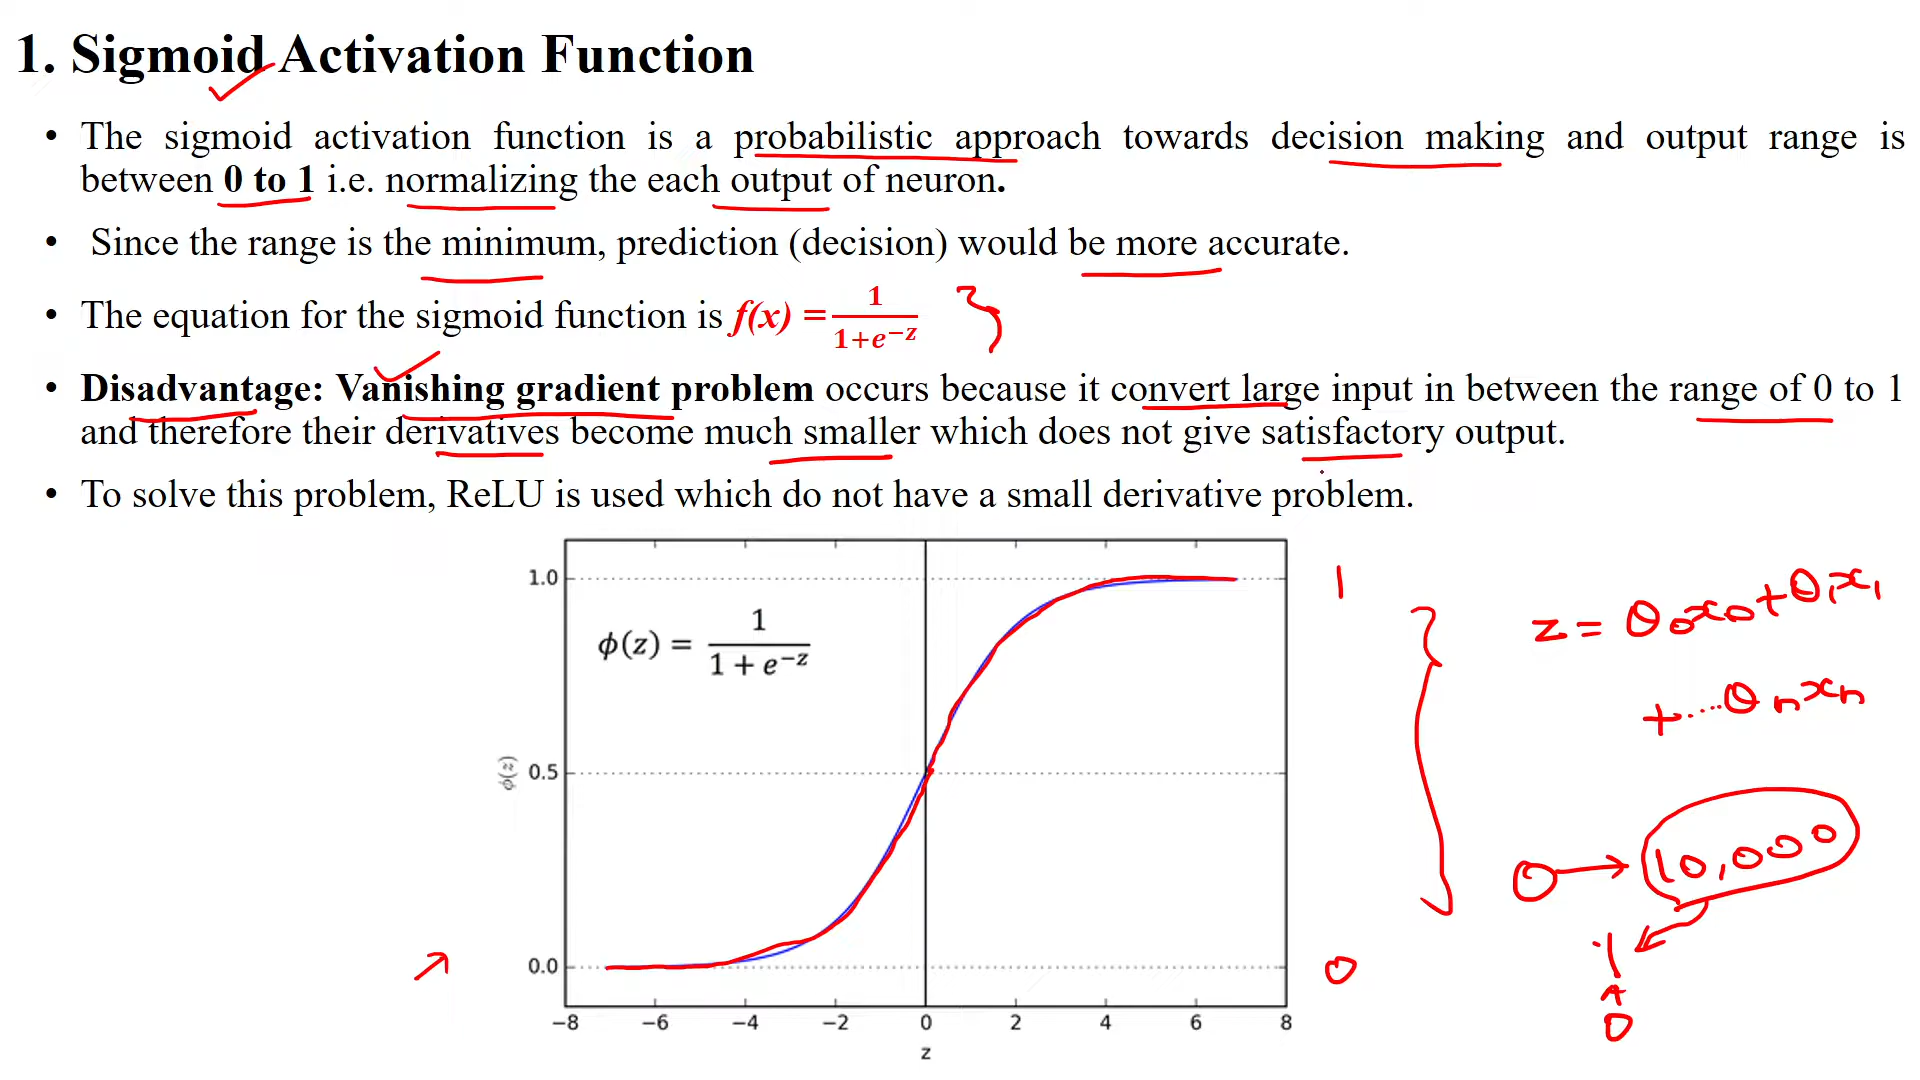 1. Sigmoid Activation Function
• The sigmoid activation function is a probabilistic approach towards decision making and output range is
between 0 to 1 i.e. normalizing the each output of neuron.
• Since the range is the minimum, prediction (decision) would be more accurate.
• The equation for the sigmoid function is f(x) = 1/(1+e^−z)
• Disadvantage: Vanishing gradient problem occurs because it convert large input in between the range of 0 to 1
and therefore their derivatives become much smaller which does not give satisfactory output.
• To solve this problem, ReLU is used which do not have a small derivative problem.
1.0
ϕ(z) = 1/(1 + e^−z)
0.5
ϕ(z)
0.0
−8 −6 −4 −2 0 2 4 6 8
z
1
0
z = θ₀x₀ + θ₁x₁
+ .... θₙxₙ
0 → 10,000
.1
0